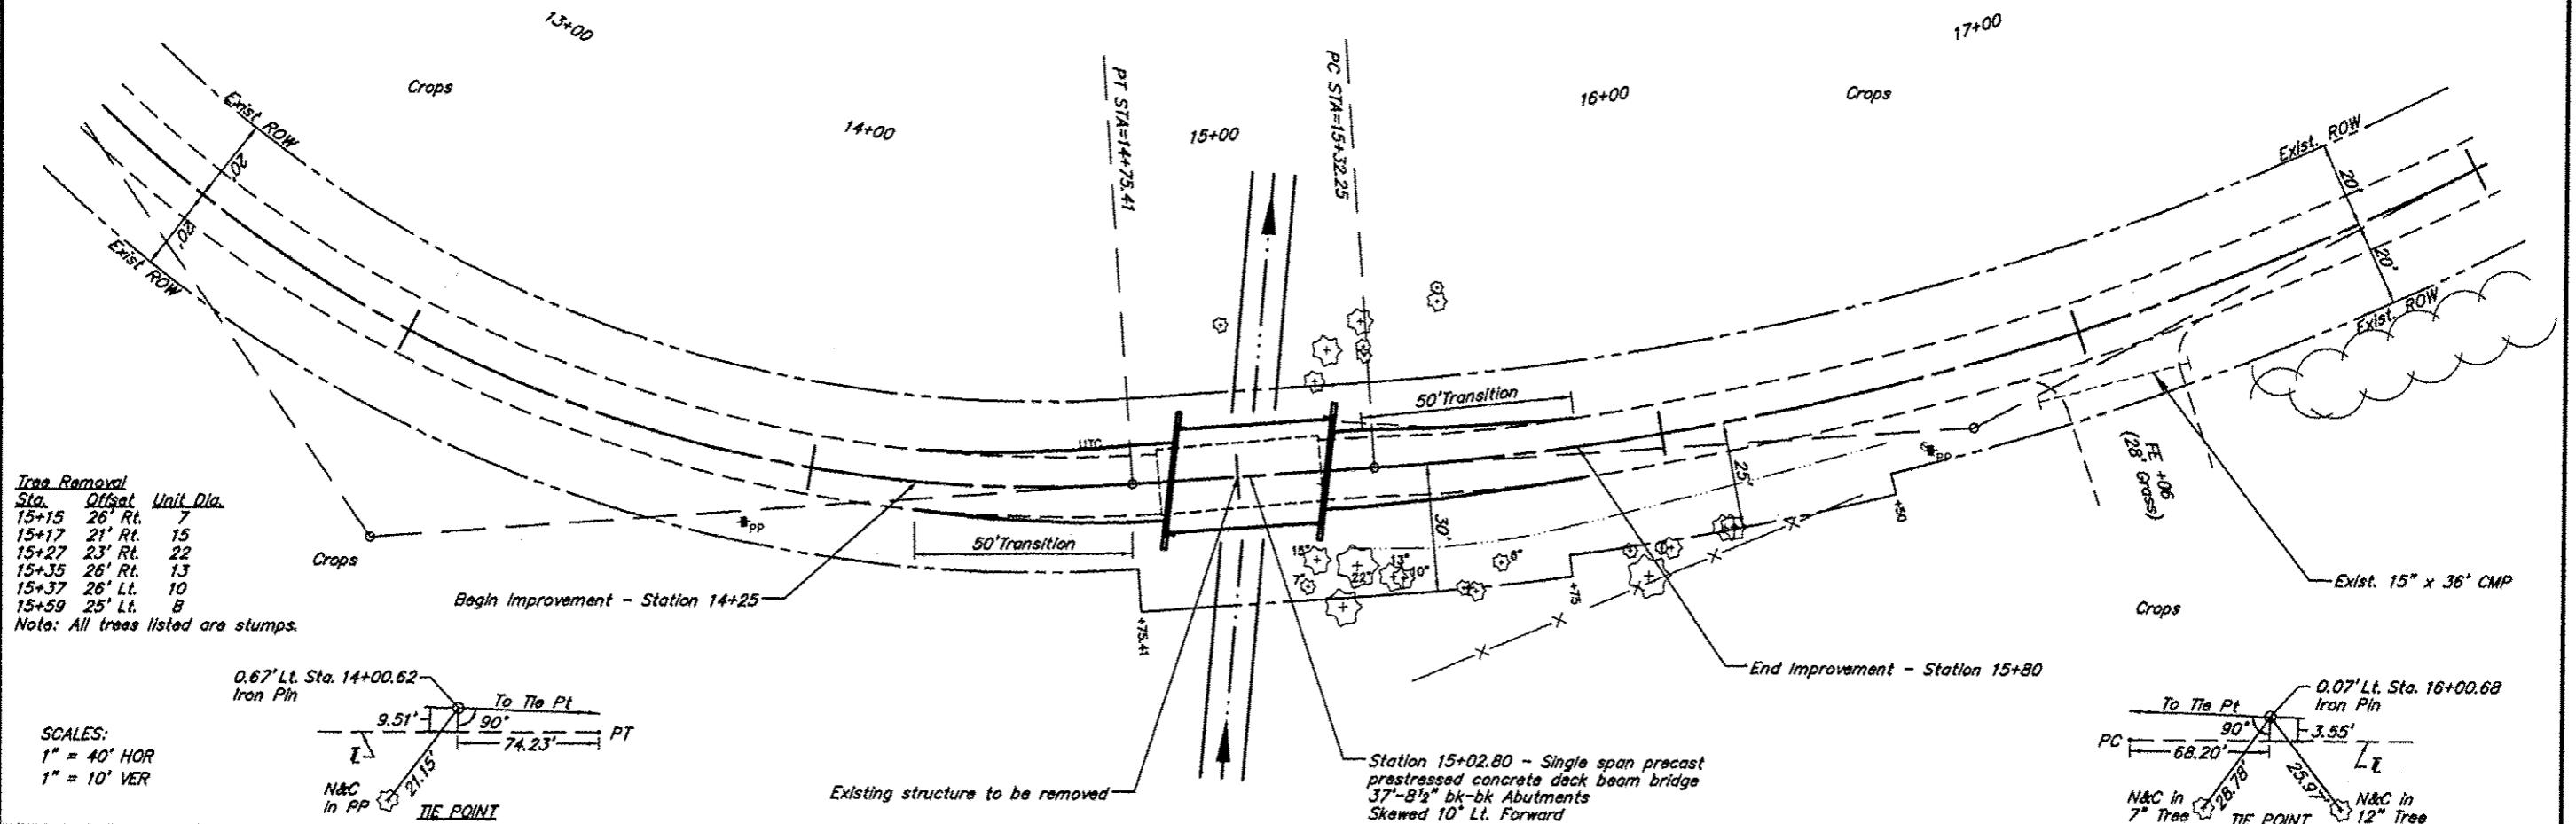 13+00
17+00
Crops
Crops
16+00
14+00
15+00
PT STA=14+75.41
PC STA=15+32.25
Exist ROW
20'
20'
Exist ROW
Exist. ROW
20'
20'
Exist. ROW
50' Transition
UTC
25'
30'
PP
PP
+50
FE +06
(28' Grass)
50' Transition
15"
7"
22"
13"
10"
8"
+75
+75.41
Crops
Crops
Exist. 15" x 36' CMP
Tree Removal
Sta. Offset Unit Dia.
15+15 26' Rt. 7
15+17 21' Rt. 15
15+27 23' Rt. 22
15+35 26' Rt. 13
15+37 26' Lt. 10
15+59 25' Lt. 8
Note: All trees listed are stumps.
Begin Improvement - Station 14+25
End Improvement - Station 15+80
0.67' Lt. Sta. 14+00.62
Iron Pin
To Tie Pt
9.51'
90°
74.23'
PT
21.15'
N&C
in PP
TIE POINT
SCALES:
1" = 40' HOR
1" = 10' VER
Existing structure to be removed
Station 15+02.80 - Single span precast
prestressed concrete deck beam bridge
37'-8½" bk-bk Abutments
Skewed 10° Lt. Forward
0.07' Lt. Sta. 16+00.68
Iron Pin
To Tie Pt
90°
3.55'
PC
68.20'
28.78'
25.97'
N&C in
7" Tree
N&C in
12" Tree
TIE POINT